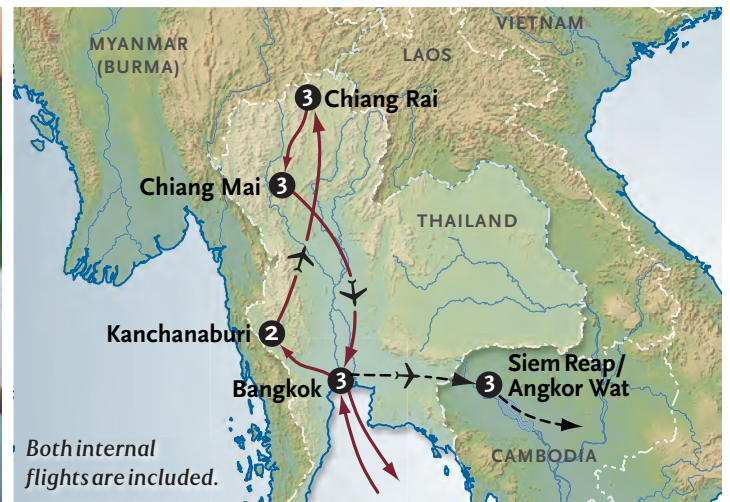 VIETNAM
MYANMAR
(BURMA)
LAOS
3 Chiang Rai
Chiang Mai 3
THAILAND
Kanchanaburi 2
Siem Reap/
Angkor Wat
3
Bangkok 3
CAMBODIA
Both internal
flights are included.